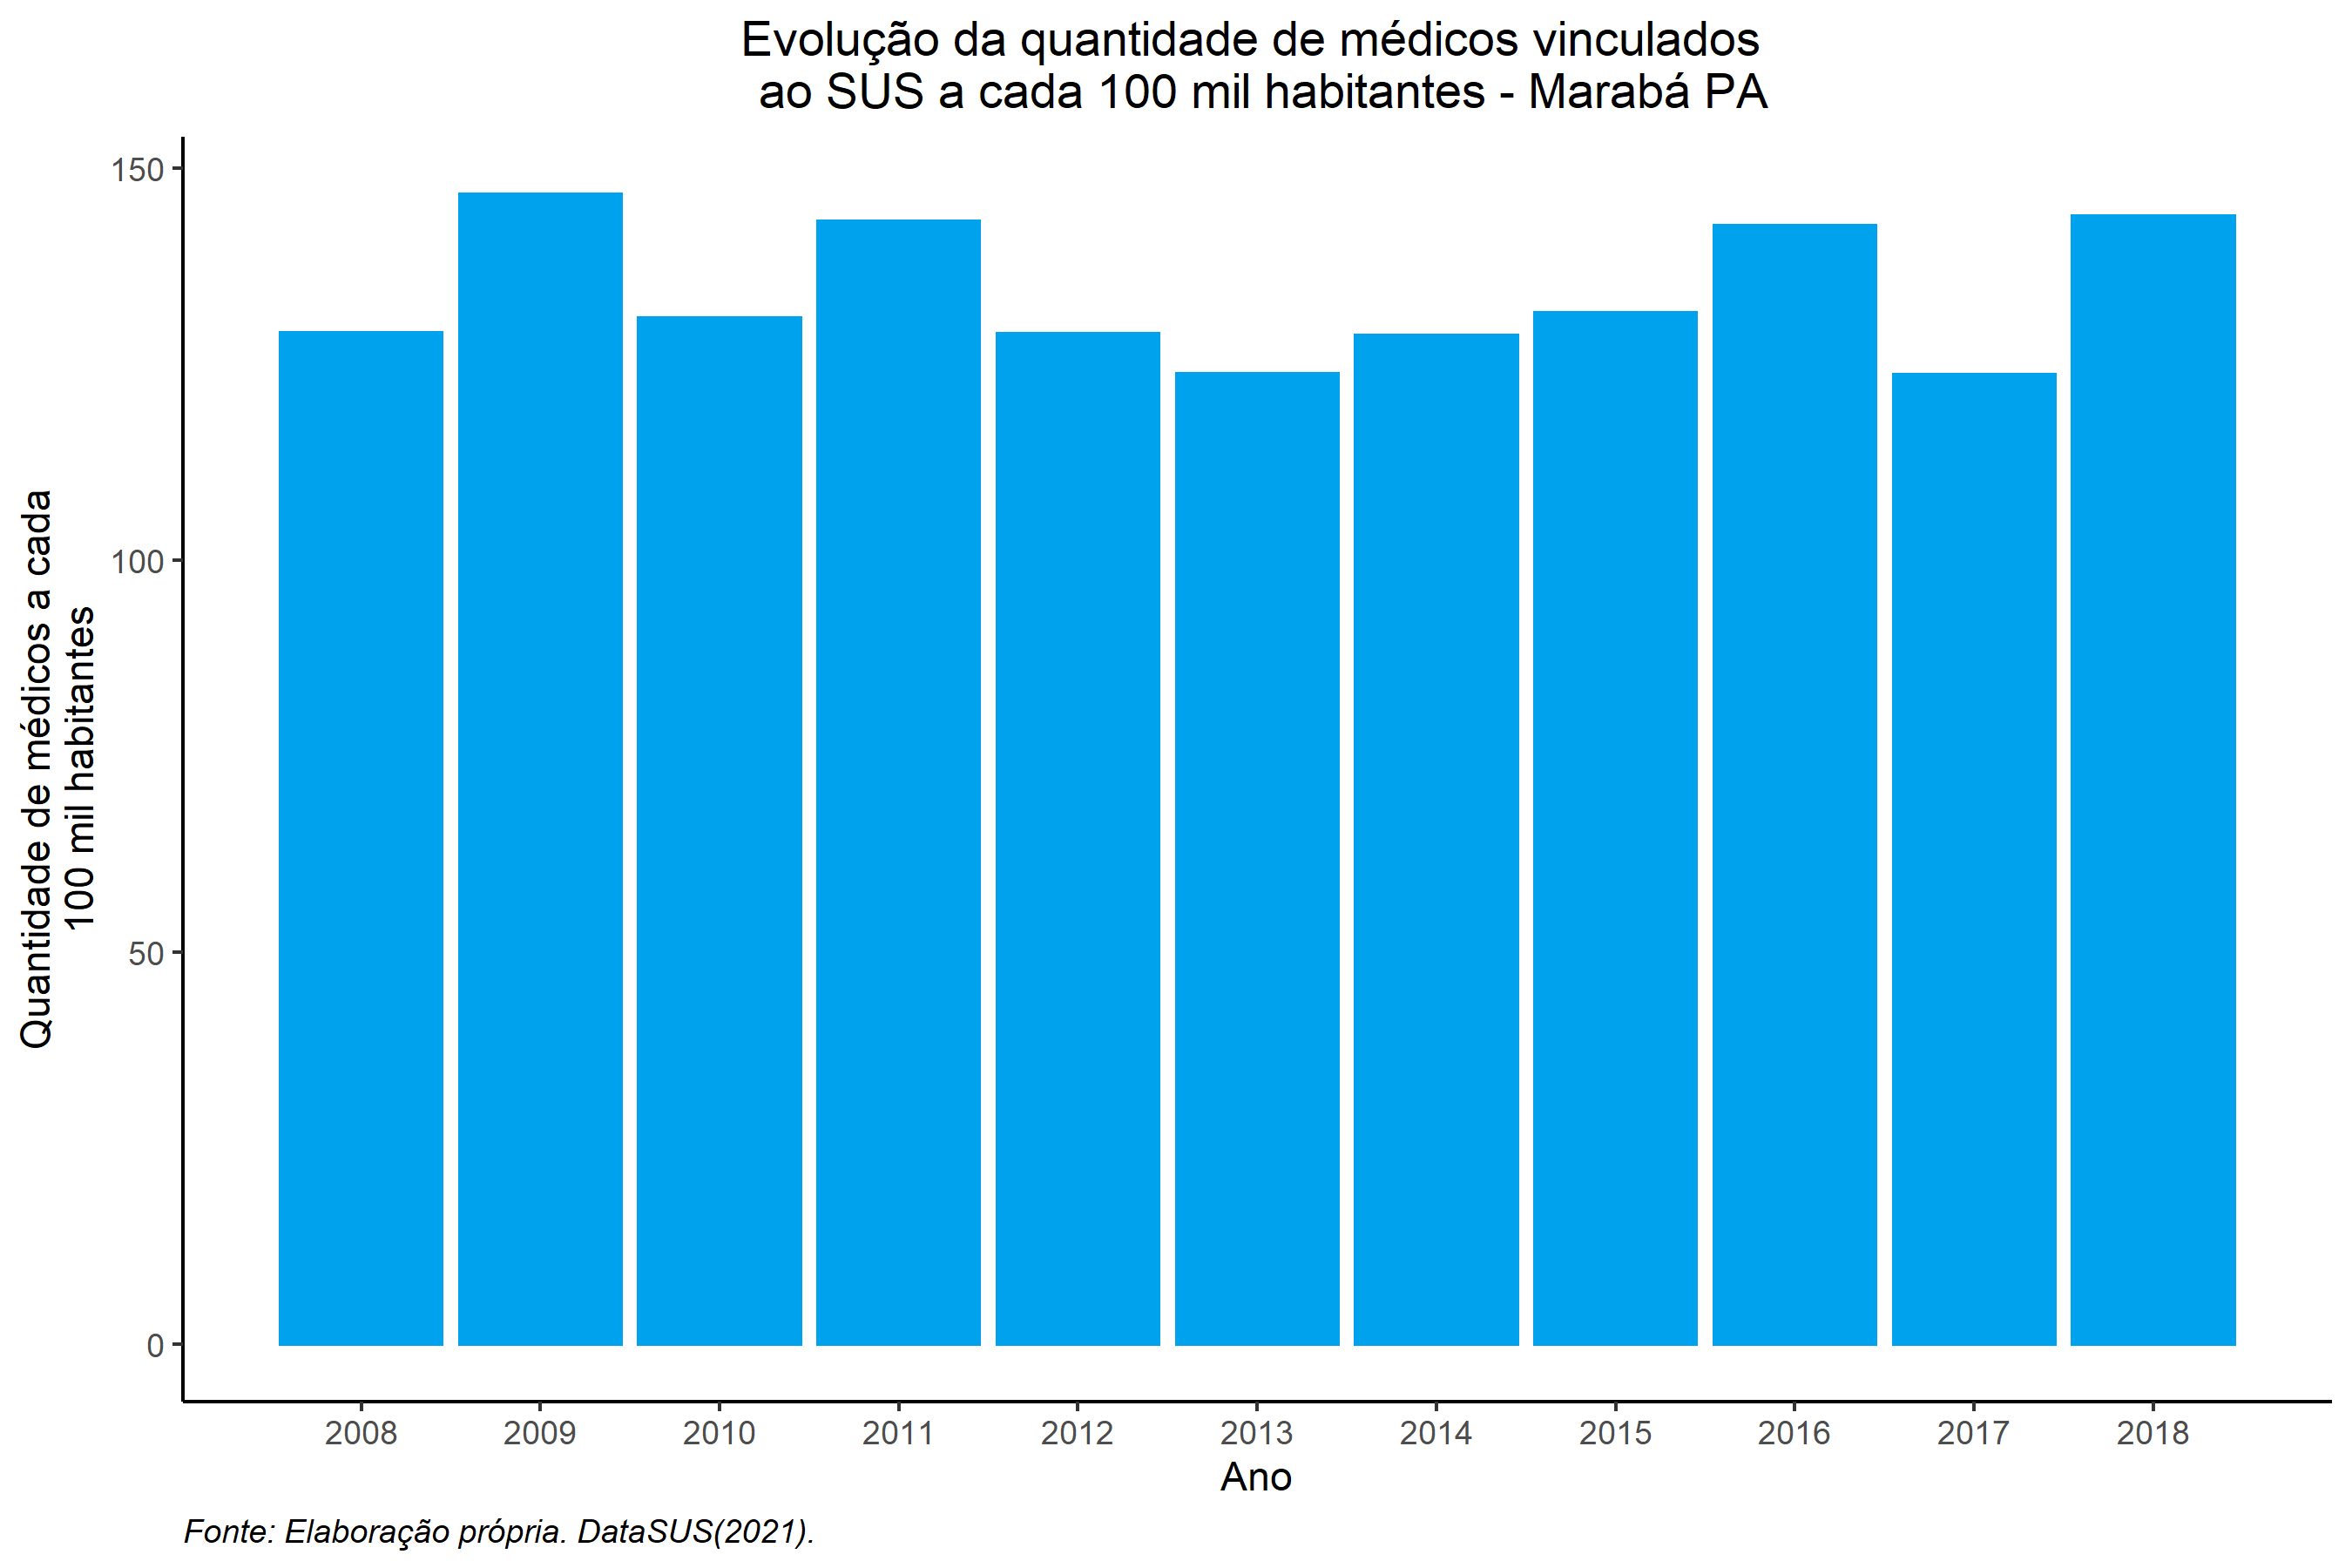 Evolução da quantidade de médicos vinculados
ao SUS a cada 100 mil habitantes - Marabá PA
Quantidade de médicos a cada
100 mil habitantes
150
100
50
0
2008 2009 2010 2011 2012 2013 2014 2015 2016 2017 2018
Ano
Fonte: Elaboração própria. DataSUS(2021).